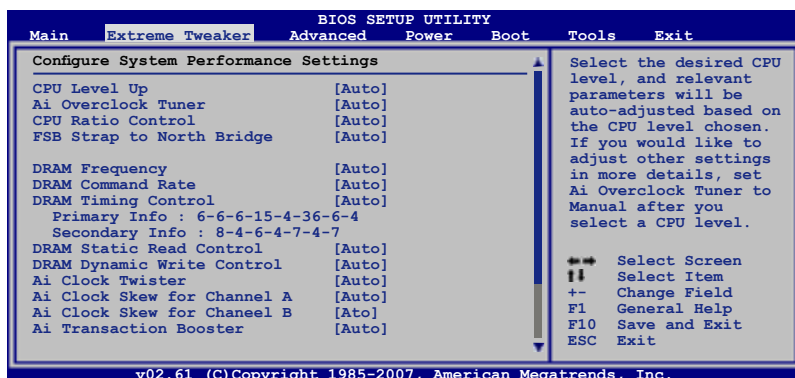 BIOS SETUP UTILITY
Main Extreme Tweaker Advanced Power Boot Tools Exit
Configure System Performance Settings
CPU Level Up [Auto]
Ai Overclock Tuner [Auto]
CPU Ratio Control [Auto]
FSB Strap to North Bridge [Auto]
DRAM Frequency [Auto]
DRAM Command Rate [Auto]
DRAM Timing Control [Auto]
Primary Info : 6-6-6-15-4-36-6-4
Secondary Info : 8-4-6-4-7-4-7
DRAM Static Read Control [Auto]
DRAM Dynamic Write Control [Auto]
Ai Clock Twister [Auto]
Ai Clock Skew for Channel A [Auto]
Ai Clock Skew for Chaneel B [Ato]
Ai Transaction Booster [Auto]
Select the desired CPU
level, and relevant
parameters will be
auto-adjusted based on
the CPU level chosen.
If you would like to
adjust other settings
in more details, set
Ai Overclock Tuner to
Manual after you
select a CPU level.
Select Screen
Select Item
+- Change Field
F1 General Help
F10 Save and Exit
ESC Exit
v02.61 (C)Copyright 1985-2007, American Megatrends, Inc.